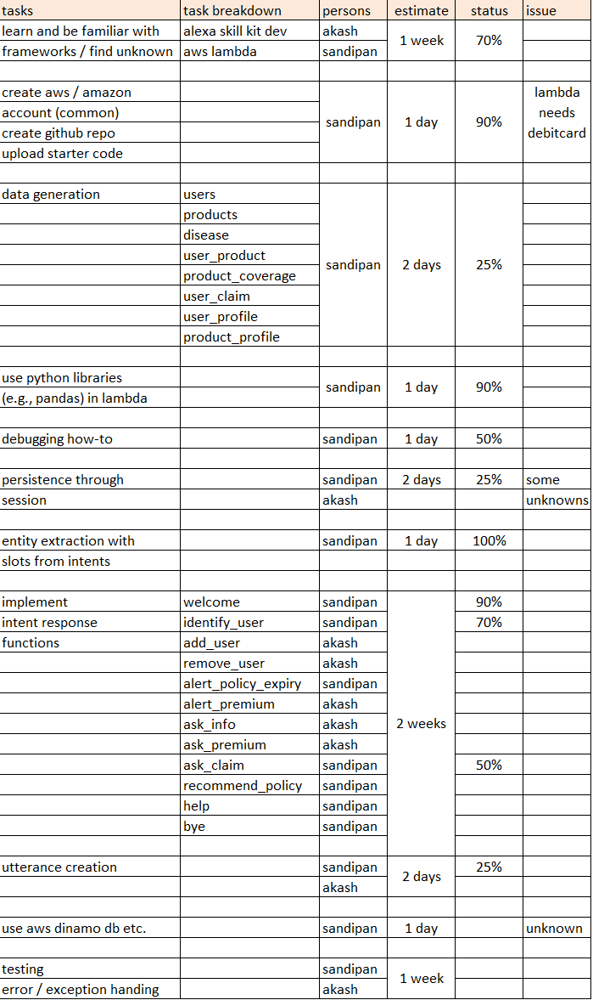 tasks task breakdown persons estimate status issue
learn and be familiar with alexa skill kit dev akash
1 week 70%
frameworks / find unknown aws lambda sandipan
create aws / amazon lambda
account (common) needs
sandipan 1 day 90%
create github repo debitcard
upload starter code
data generation users
products
disease
user_product
sandipan 2 days 25%
product_coverage
user_claim
user_profile
product_profile
use python libraries
sandipan 1 day 90%
(e.g., pandas) in lambda
debugging how-to sandipan 1 day 50%
persistence through sandipan 2 days 25% some
session akash unknowns
entity extraction with sandipan 1 day 100%
slots from intents
implement welcome sandipan 90%
intent response identify_user sandipan 70%
functions add_user akash
remove_user akash
alert_policy_expiry sandipan
alert_premium akash
ask_info akash
2 weeks
ask_premium akash
ask_claim sandipan 50%
recommend_policy sandipan
help sandipan
bye sandipan
utterance creation sandipan 25%
2 days
akash
use aws dinamo db etc. sandipan 1 day unknown
testing sandipan
1 week
error / exception handing akash